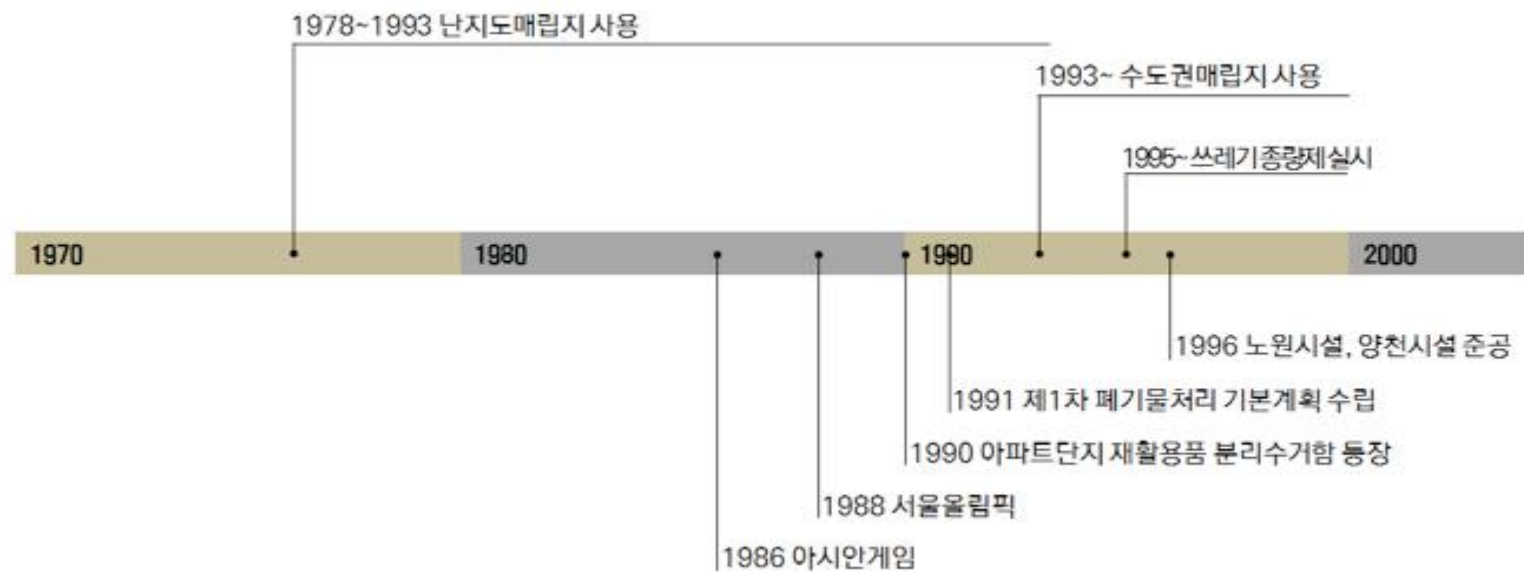 1978~1993 난지도매립지 사용
1993~ 수도권매립지 사용
1995~쓰레기종량제실시
1970
1980
1990
2000
1996 노원시설, 양천시설 준공
1991 제1차 폐기물처리 기본계획 수립
1990 아파트단지 재활용품 분리수거함 등장
1988 서울올림픽
1986 아시안게임